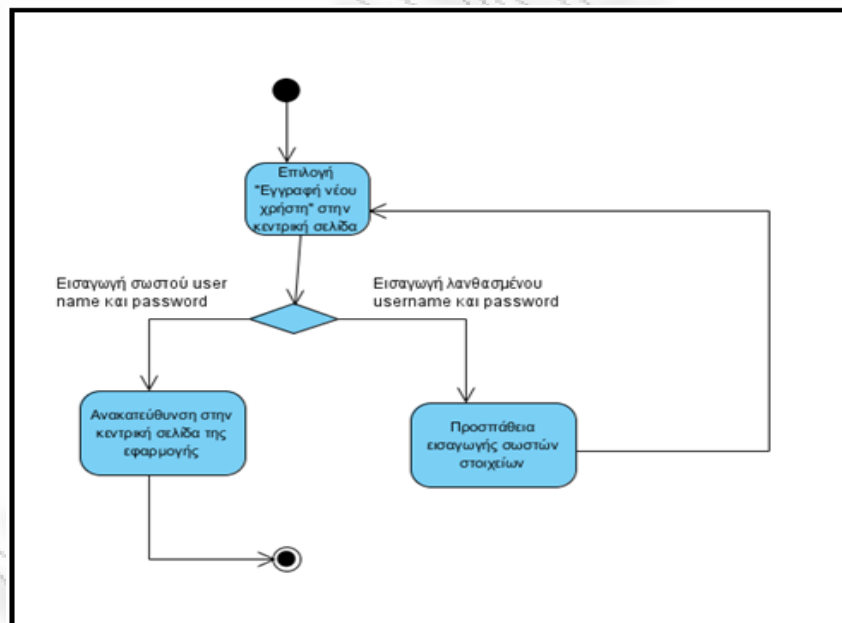 Επιλογή
"Εγγραφή νέου
χρήστη" στην
κεντρική σελίδα
Εισαγωγή σωστού user
name και password
Εισαγωγή λανθασμένου
username και password
Ανακατεύθυνση στην
κεντρική σελίδα της
εφαρμογής
Προσπάθεια
εισαγωγής σωστών
στοιχείων